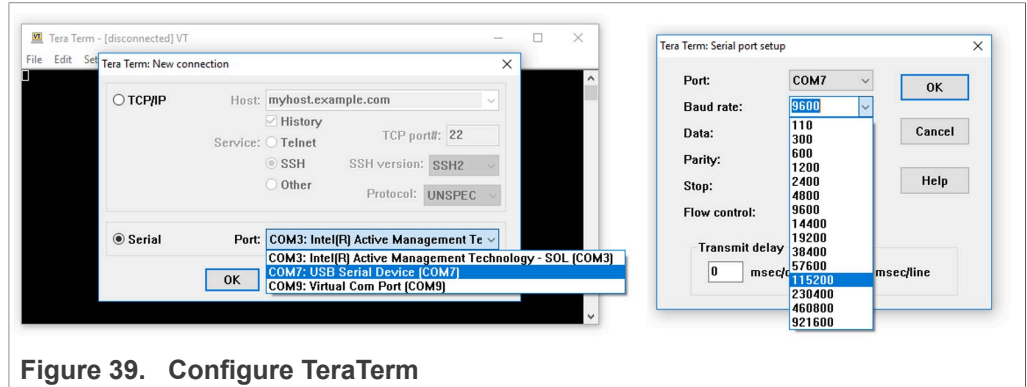 Tera Term - [disconnected] VT
File Edit Set
Tera Term: New connection
TCP/IP
Host: myhost.example.com
History
Service: Telnet
TCP port#: 22
SSH
SSH version: SSH2
Other
Protocol: UNSPEC
Serial
Port: COM3: Intel(R) Active Management Te
COM3: Intel(R) Active Management Technology - SOL (COM3)
COM7: USB Serial Device (COM7)
COM9: Virtual Com Port (COM9)
OK
Tera Term: Serial port setup
Port: COM7
OK
Baud rate: 9600
110
300
600
1200
2400
4800
9600
14400
19200
38400
57600
115200
230400
460800
921600
Data:
Cancel
Parity:
Stop:
Help
Flow control:
Transmit delay
0 msec/c
msec/line
Figure 39. Configure TeraTerm